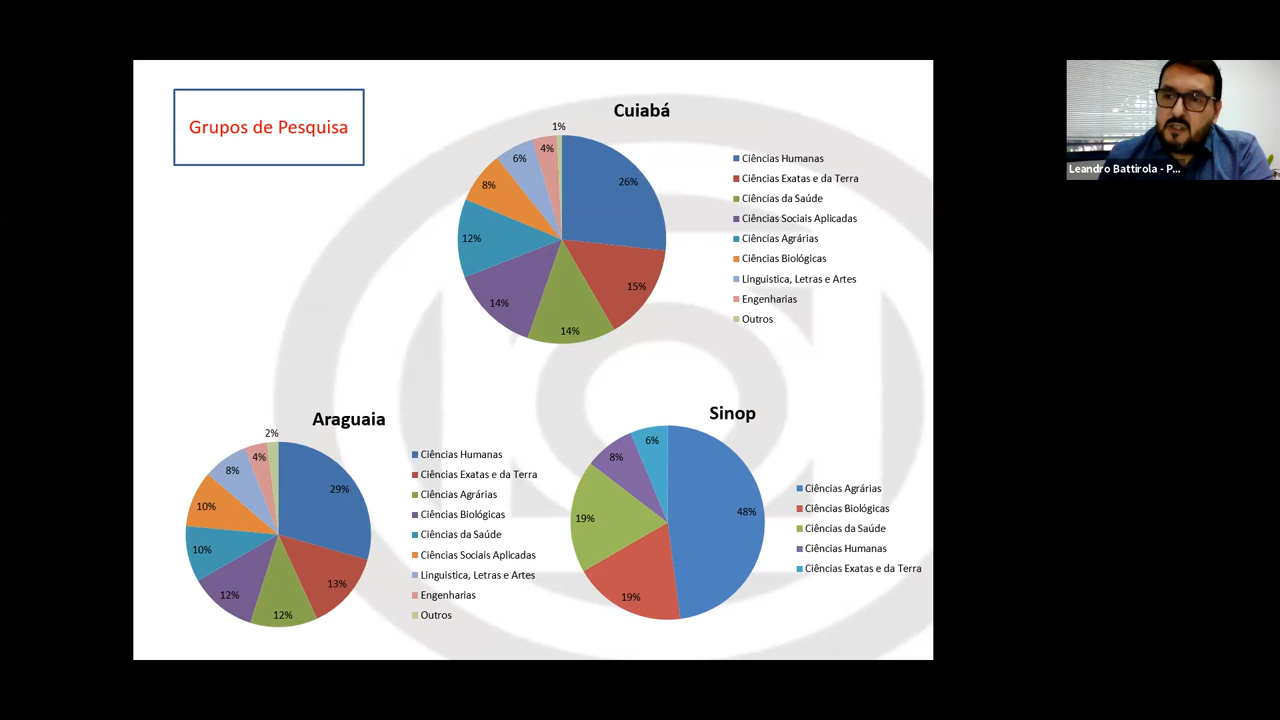 Grupos de Pesquisa
Cuiabá
1%
4%
6%
8%
12%
14%
14%
15%
26%
Ciências Humanas
Ciências Exatas e da Terra
Ciências da Saúde
Ciências Sociais Aplicadas
Ciências Agrárias
Ciências Biológicas
Linguistica, Letras e Artes
Engenharias
Outros
Leandro Battirola - P...
Araguaia
2%
4%
8%
10%
10%
12%
12%
13%
29%
Ciências Humanas
Ciências Exatas e da Terra
Ciências Agrárias
Ciências Biológicas
Ciências da Saúde
Ciências Sociais Aplicadas
Linguistica, Letras e Artes
Engenharias
Outros
Sinop
6%
8%
19%
19%
48%
Ciências Agrárias
Ciências Biológicas
Ciências da Saúde
Ciências Humanas
Ciências Exatas e da Terra